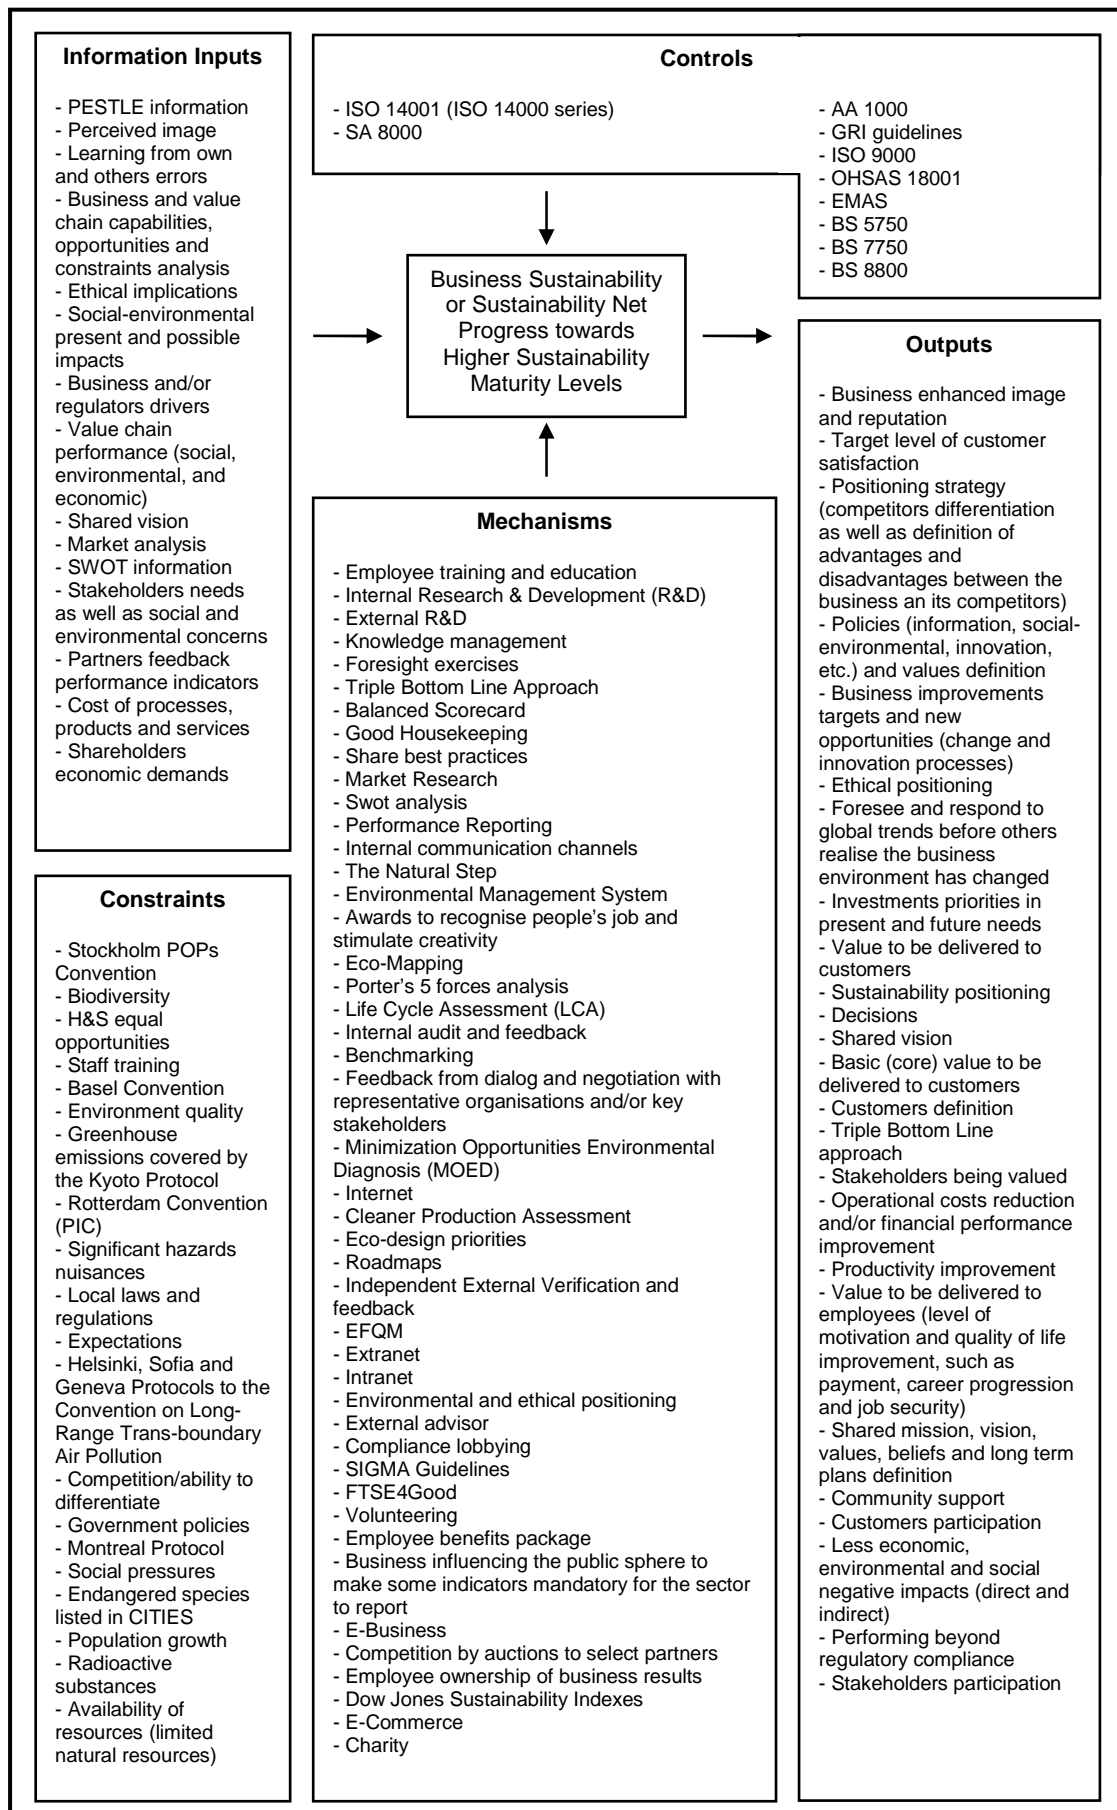 Information Inputs
- PESTLE information
- Perceived image
- Learning from own
and others errors
- Business and value
chain capabilities,
opportunities and
constraints analysis
- Ethical implications
- Social-environmental
present and possible
impacts
- Business and/or
regulators drivers
- Value chain
performance (social,
environmental, and
economic)
- Shared vision
- Market analysis
- SWOT information
- Stakeholders needs
as well as social and
environmental concerns
- Partners feedback
performance indicators
- Cost of processes,
products and services
- Shareholders
economic demands
Constraints
- Stockholm POPs
Convention
- Biodiversity
- H&S equal
opportunities
- Staff training
- Basel Convention
- Environment quality
- Greenhouse
emissions covered by
the Kyoto Protocol
- Rotterdam Convention
(PIC)
- Significant hazards
nuisances
- Local laws and
regulations
- Expectations
- Helsinki, Sofia and
Geneva Protocols to the
Convention on Long-
Range Trans-boundary
Air Pollution
- Competition/ability to
differentiate
- Government policies
- Montreal Protocol
- Social pressures
- Endangered species
listed in CITIES
- Population growth
- Radioactive
substances
- Availability of
resources (limited
natural resources)
Controls
- ISO 14001 (ISO 14000 series)
- SA 8000
- AA 1000
- GRI guidelines
- ISO 9000
- OHSAS 18001
- EMAS
- BS 5750
- BS 7750
- BS 8800
Business Sustainability
or Sustainability Net
Progress towards
Higher Sustainability
Maturity Levels
Mechanisms
- Employee training and education
- Internal Research & Development (R&D)
- External R&D
- Knowledge management
- Foresight exercises
- Triple Bottom Line Approach
- Balanced Scorecard
- Good Housekeeping
- Share best practices
- Market Research
- Swot analysis
- Performance Reporting
- Internal communication channels
- The Natural Step
- Environmental Management System
- Awards to recognise people's job and
stimulate creativity
- Eco-Mapping
- Porter's 5 forces analysis
- Life Cycle Assessment (LCA)
- Internal audit and feedback
- Benchmarking
- Feedback from dialog and negotiation with
representative organisations and/or key
stakeholders
- Minimization Opportunities Environmental
Diagnosis (MOED)
- Internet
- Cleaner Production Assessment
- Eco-design priorities
- Roadmaps
- Independent External Verification and
feedback
- EFQM
- Extranet
- Intranet
- Environmental and ethical positioning
- External advisor
- Compliance lobbying
- SIGMA Guidelines
- FTSE4Good
- Volunteering
- Employee benefits package
- Business influencing the public sphere to
make some indicators mandatory for the sector
to report
- E-Business
- Competition by auctions to select partners
- Employee ownership of business results
- Dow Jones Sustainability Indexes
- E-Commerce
- Charity
Outputs
- Business enhanced image
and reputation
- Target level of customer
satisfaction
- Positioning strategy
(competitors differentiation
as well as definition of
advantages and
disadvantages between the
business an its competitors)
- Policies (information, social-
environmental, innovation,
etc.) and values definition
- Business improvements
targets and new
opportunities (change and
innovation processes)
- Ethical positioning
- Foresee and respond to
global trends before others
realise the business
environment has changed
- Investments priorities in
present and future needs
- Value to be delivered to
customers
- Sustainability positioning
- Decisions
- Shared vision
- Basic (core) value to be
delivered to customers
- Customers definition
- Triple Bottom Line
approach
- Stakeholders being valued
- Operational costs reduction
and/or financial performance
improvement
- Productivity improvement
- Value to be delivered to
employees (level of
motivation and quality of life
improvement, such as
payment, career progression
and job security)
- Shared mission, vision,
values, beliefs and long term
plans definition
- Community support
- Customers participation
- Less economic,
environmental and social
negative impacts (direct and
indirect)
- Performing beyond
regulatory compliance
- Stakeholders participation